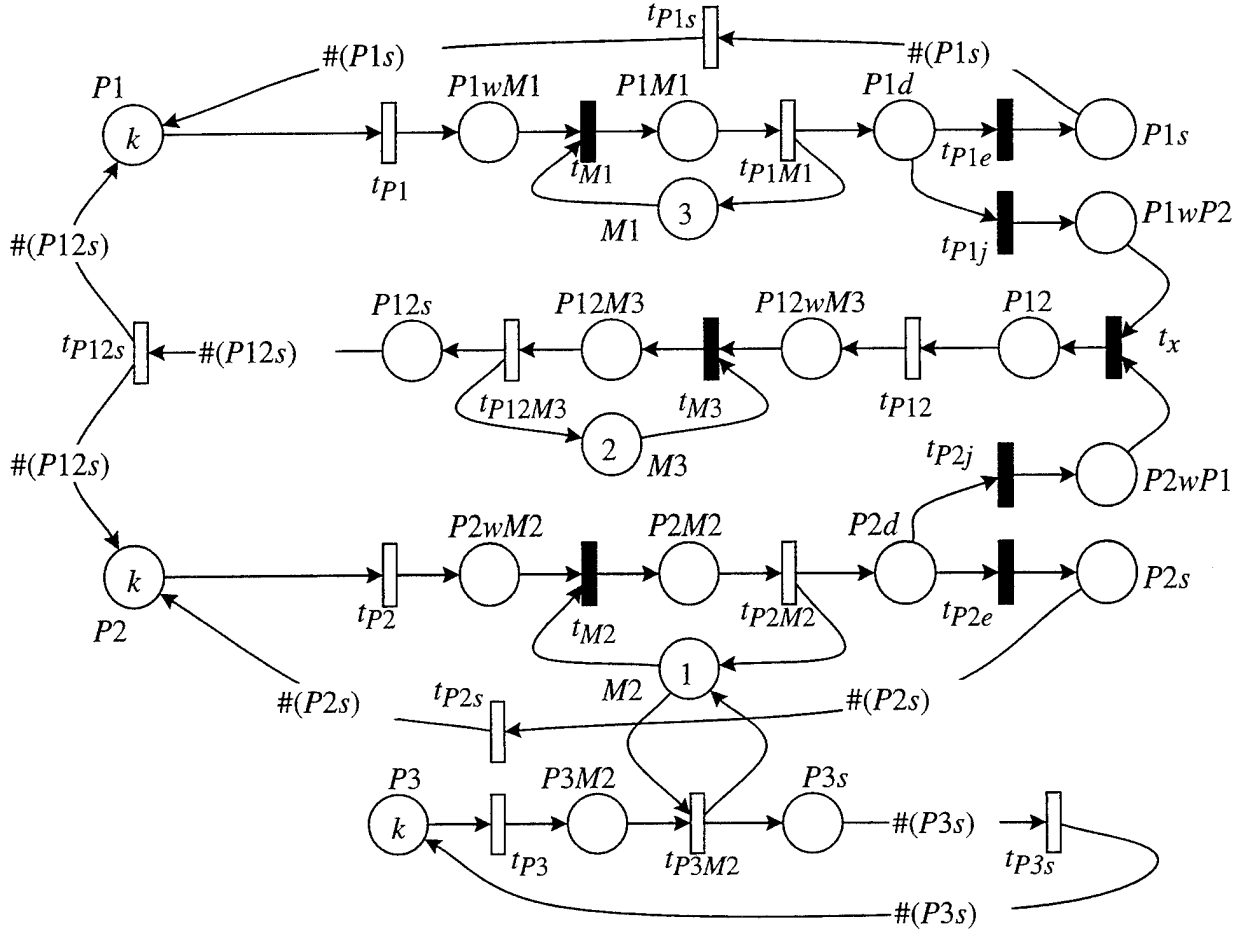 tP1s
#(P1s) #(P1s)
P1 P1wM1 P1M1 P1d
k
P1s
tP1 tM1 tP1M1 tP1e
M1 3
tP1j P1wP2
#(P12s)
P12s P12M3 P12wM3 P12
tP12s #(P12s) tx
tP12M3 tM3 tP12
2 M3
#(P12s)
tP2j P2wP1
P2wM2 P2M2 P2d
k P2s
P2 tP2 tM2 tP2M2 tP2e
M2 1
#(P2s) tP2s #(P2s)
P3 P3M2 P3s
k #(P3s)
tP3 tP3M2 tP3s
#(P3s)